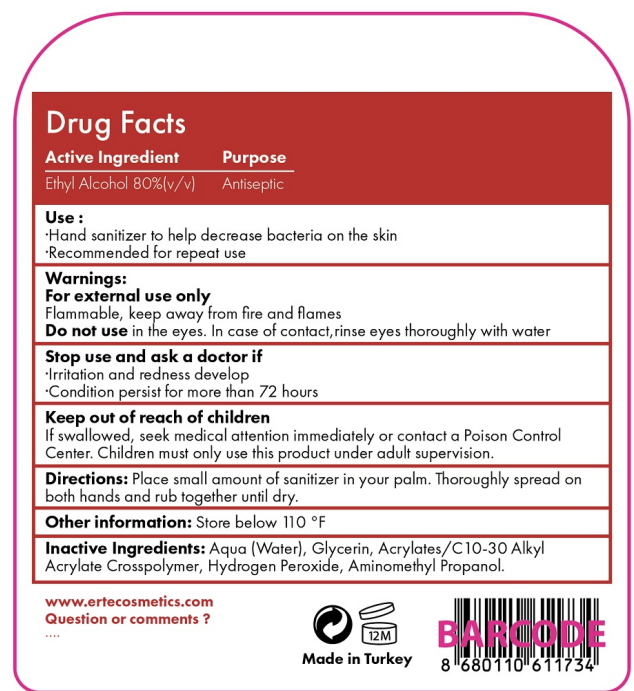 Drug Facts
Active Ingredient Purpose
Ethyl Alcohol 80%(v/v) Antiseptic
Use :
·Hand sanitizer to help decrease bacteria on the skin
·Recommended for repeat use
Warnings:
For external use only
Flammable, keep away from fire and flames
Do not use in the eyes. In case of contact,rinse eyes thoroughly with water
Stop use and ask a doctor if
·Irritation and redness develop
·Condition persist for more than 72 hours
Keep out of reach of children
If swallowed, seek medical attention immediately or contact a Poison Control
Center. Children must only use this product under adult supervision.
Directions: Place small amount of sanitizer in your palm. Thoroughly spread on
both hands and rub together until dry.
Other information: Store below 110 °F
Inactive Ingredients: Aqua (Water), Glycerin, Acrylates/C10-30 Alkyl
Acrylate Crosspolymer, Hydrogen Peroxide, Aminomethyl Propanol.
www.ertecosmetics.com
Question or comments ?
....
12M
Made in Turkey
BARCODE
8 680110 611734